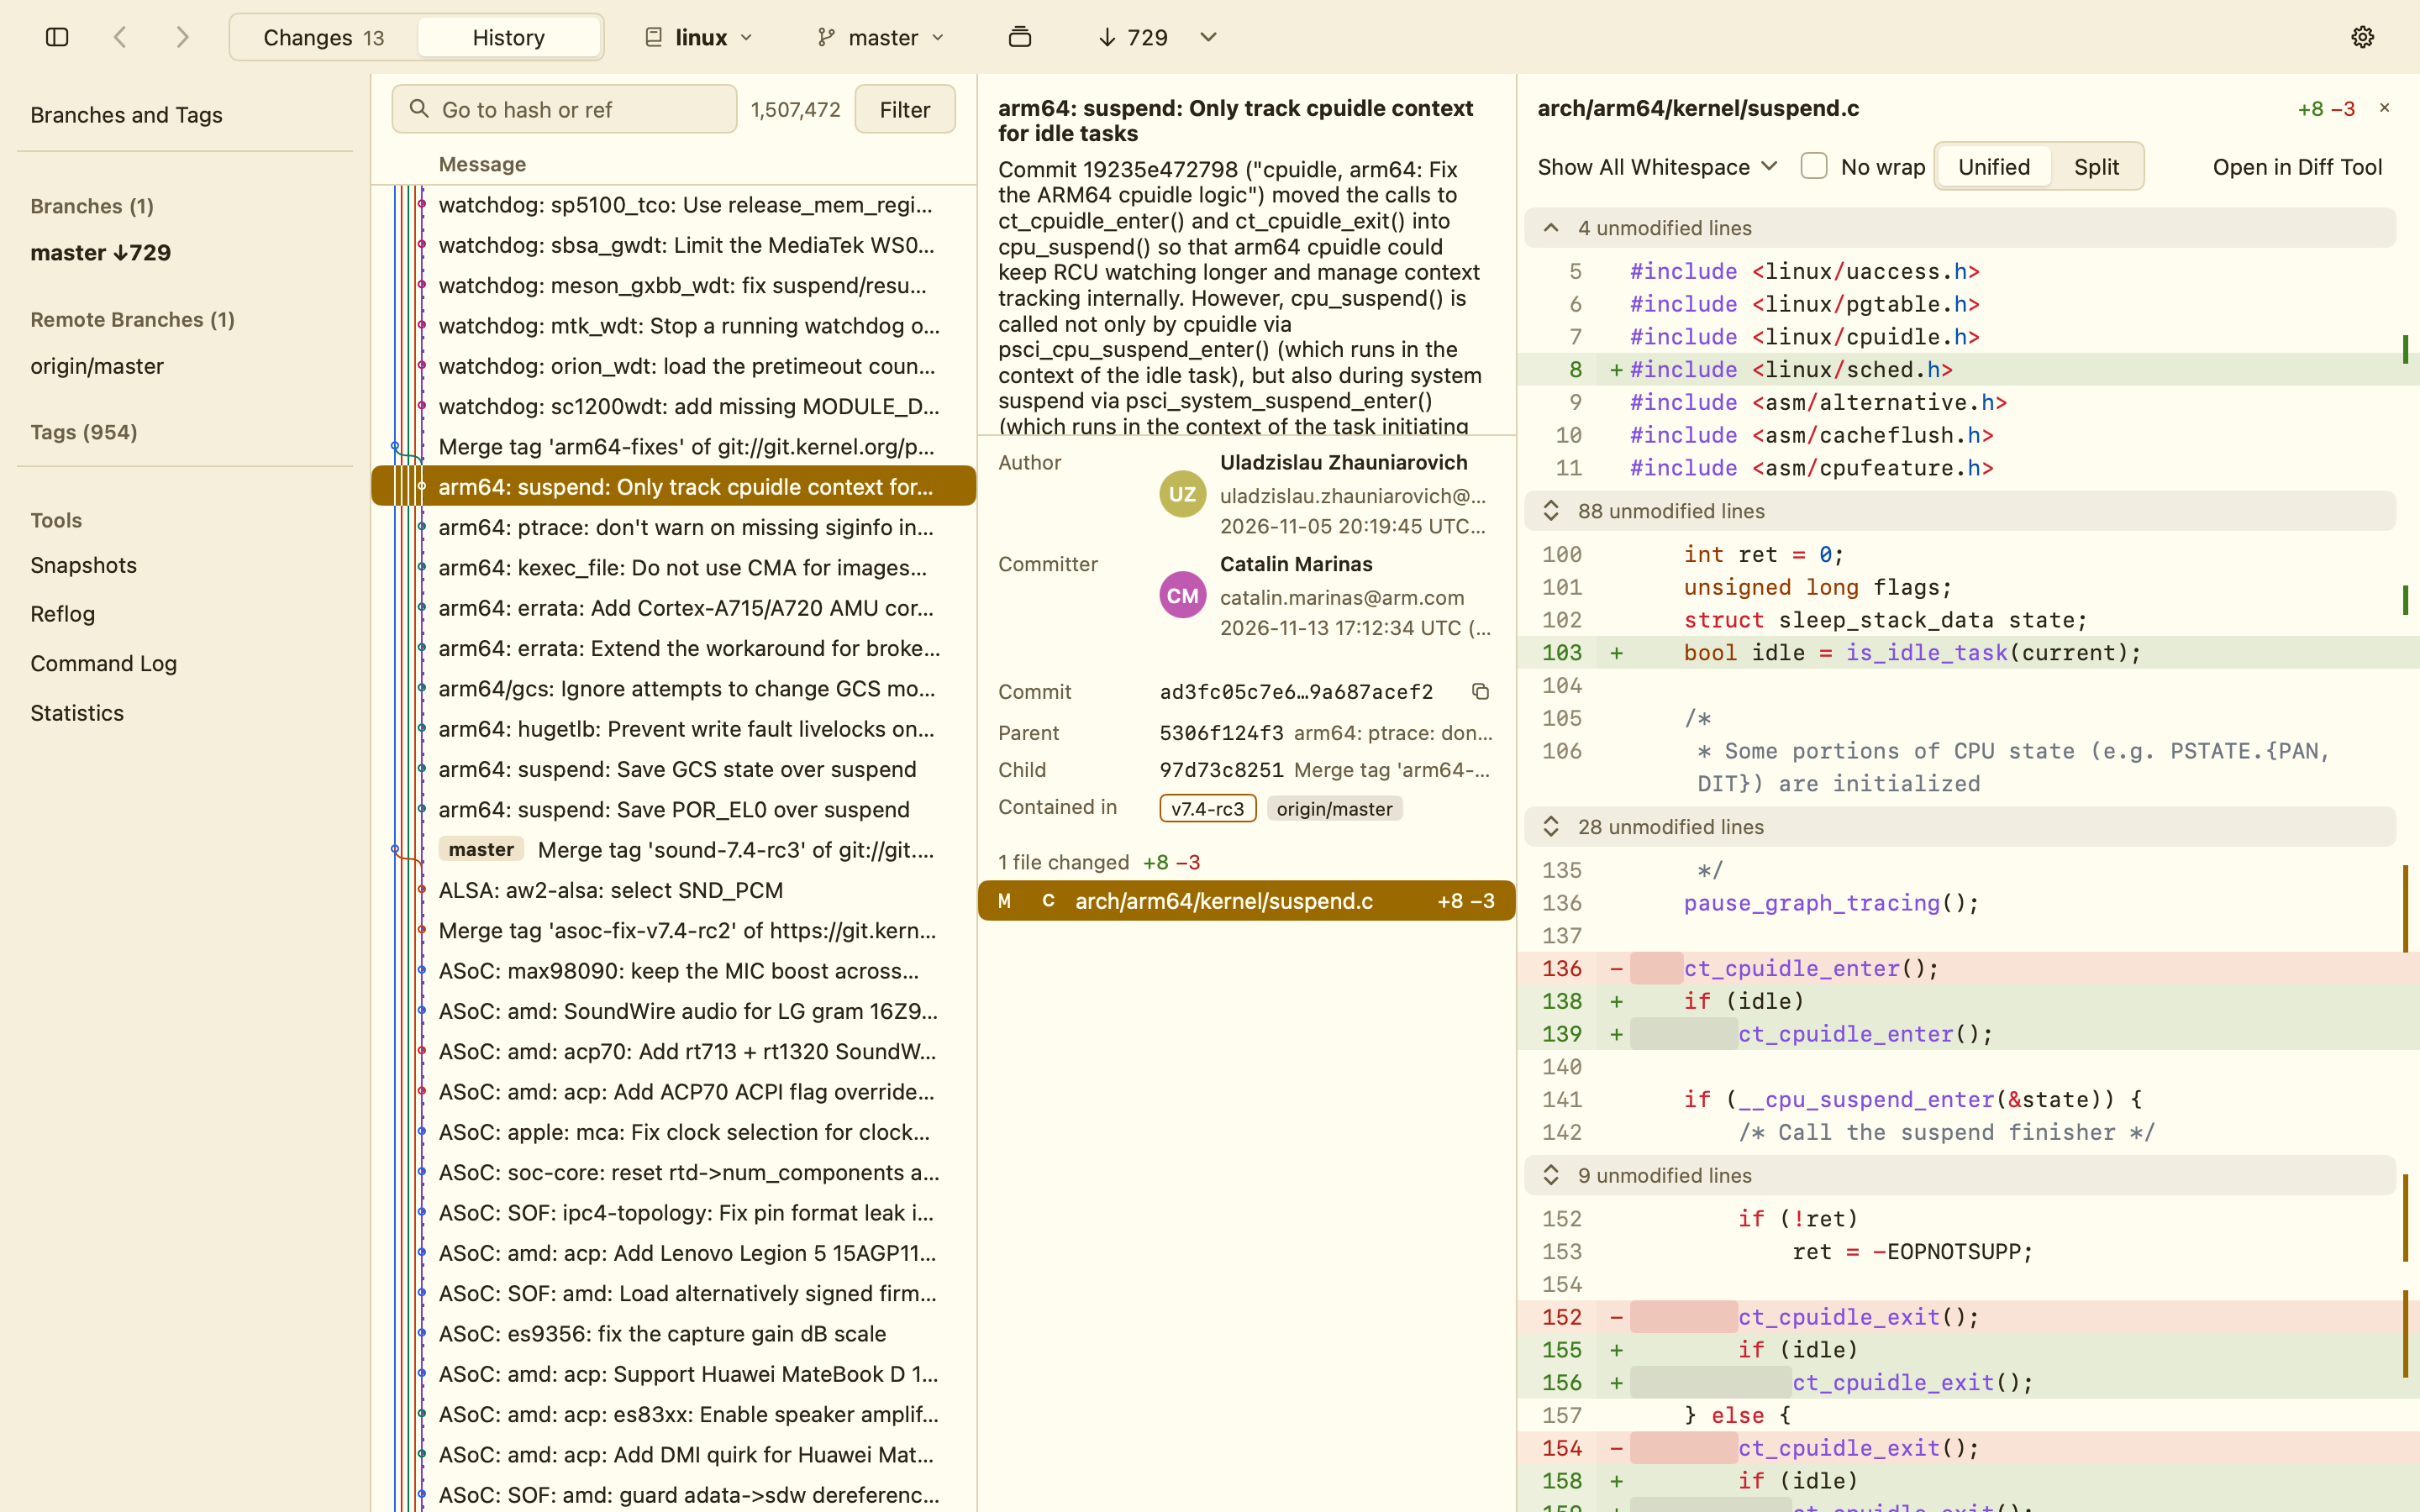 Changes 13
History
linux
master
729
Branches and Tags
Branches (1)
master ↓729
Remote Branches (1)
origin/master
Tags (954)
Tools
Snapshots
Reflog
Command Log
Statistics
Go to hash or ref
1,507,472
Filter
Message
watchdog: sp5100_tco: Use release_mem_regi...
watchdog: sbsa_gwdt: Limit the MediaTek WS0...
watchdog: meson_gxbb_wdt: fix suspend/resu...
watchdog: mtk_wdt: Stop a running watchdog o...
watchdog: orion_wdt: load the pretimeout coun...
watchdog: sc1200wdt: add missing MODULE_D...
Merge tag 'arm64-fixes' of git://git.kernel.org/p...
arm64: suspend: Only track cpuidle context for...
arm64: ptrace: don't warn on missing siginfo in...
arm64: kexec_file: Do not use CMA for images...
arm64: errata: Add Cortex-A715/A720 AMU cor...
arm64: errata: Extend the workaround for broke...
arm64/gcs: Ignore attempts to change GCS mo...
arm64: hugetlb: Prevent write fault livelocks on...
arm64: suspend: Save GCS state over suspend
arm64: suspend: Save POR_EL0 over suspend
master Merge tag 'sound-7.4-rc3' of git://git....
ALSA: aw2-alsa: select SND_PCM
Merge tag 'asoc-fix-v7.4-rc2' of https://git.kern...
ASoC: max98090: keep the MIC boost across...
ASoC: amd: SoundWire audio for LG gram 16Z9...
ASoC: amd: acp70: Add rt713 + rt1320 SoundW...
ASoC: amd: acp: Add ACP70 ACPI flag override...
ASoC: apple: mca: Fix clock selection for clock...
ASoC: soc-core: reset rtd->num_components a...
ASoC: SOF: ipc4-topology: Fix pin format leak i...
ASoC: amd: acp: Add Lenovo Legion 5 15AGP11...
ASoC: SOF: amd: Load alternatively signed firm...
ASoC: es9356: fix the capture gain dB scale
ASoC: amd: acp: Support Huawei MateBook D 1...
ASoC: amd: acp: es83xx: Enable speaker amplif...
ASoC: amd: acp: Add DMI quirk for Huawei Mat...
ASoC: SOF: amd: guard adata->sdw dereferenc...
arm64: suspend: Only track cpuidle context
for idle tasks
Commit 19235e472798 ("cpuidle, arm64: Fix
the ARM64 cpuidle logic") moved the calls to
ct_cpuidle_enter() and ct_cpuidle_exit() into
cpu_suspend() so that arm64 cpuidle could
keep RCU watching longer and manage context
tracking internally. However, cpu_suspend() is
called not only by cpuidle via
psci_cpu_suspend_enter() (which runs in the
context of the idle task), but also during system
suspend via psci_system_suspend_enter()
(which runs in the context of the task initiating
Author
UZ
Uladzislau Zhauniarovich
uladzislau.zhauniarovich@...
2026-11-05 20:19:45 UTC...
Committer
CM
Catalin Marinas
catalin.marinas@arm.com
2026-11-13 17:12:34 UTC (...
Commit ad3fc05c7e6…9a687acef2
Parent 5306f124f3 arm64: ptrace: don...
Child 97d73c8251 Merge tag 'arm64-...
Contained in v7.4-rc3 origin/master
1 file changed +8 −3
M C arch/arm64/kernel/suspend.c +8 −3
arch/arm64/kernel/suspend.c +8 −3 ×
Show All Whitespace
No wrap
Unified
Split
Open in Diff Tool
4 unmodified lines
5 #include <linux/uaccess.h>
6 #include <linux/pgtable.h>
7 #include <linux/cpuidle.h>
8 + #include <linux/sched.h>
9 #include <asm/alternative.h>
10 #include <asm/cacheflush.h>
11 #include <asm/cpufeature.h>
88 unmodified lines
100 int ret = 0;
101 unsigned long flags;
102 struct sleep_stack_data state;
103 + bool idle = is_idle_task(current);
104
105 /*
106 * Some portions of CPU state (e.g. PSTATE.{PAN,
DIT}) are initialized
28 unmodified lines
135 */
136 pause_graph_tracing();
137
136 − ct_cpuidle_enter();
138 + if (idle)
139 + ct_cpuidle_enter();
140
141 if (__cpu_suspend_enter(&state)) {
142 /* Call the suspend finisher */
9 unmodified lines
152 if (!ret)
153 ret = −EOPNOTSUPP;
154
152 − ct_cpuidle_exit();
155 + if (idle)
156 + ct_cpuidle_exit();
157 } else {
154 − ct_cpuidle_exit();
158 + if (idle)
159 + ct_cpuidle_exit();